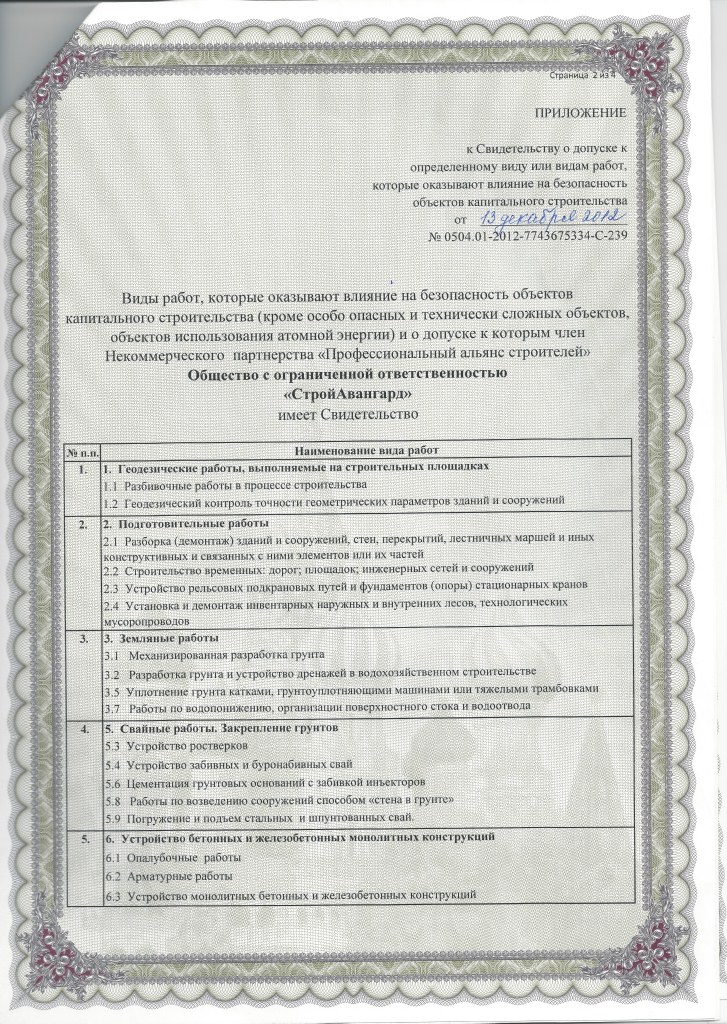 Страница 2 из 4
ПРИЛОЖЕНИЕ
к Свидетельству о допуске к
определенному виду или видам работ,
которые оказывают влияние на безопасность
объектов капитального строительства
от 13 декабря 2012
№ 0504.01-2012-7743675334-С-239
Виды работ, которые оказывают влияние на безопасность объектов
капитального строительства (кроме особо опасных и технически сложных объектов,
объектов использования атомной энергии) и о допуске к которым член
Некоммерческого партнерства «Профессиональный альянс строителей»
Общество с ограниченной ответственностью
«СтройАвангард»
имеет Свидетельство
№ п.п. Наименование вида работ
1. 1. Геодезические работы, выполняемые на строительных площадках
1.1 Разбивочные работы в процессе строительства
1.2 Геодезический контроль точности геометрических параметров зданий и сооружений
2. 2. Подготовительные работы
2.1 Разборка (демонтаж) зданий и сооружений, стен, перекрытий, лестничных маршей и иных
конструктивных и связанных с ними элементов или их частей
2.2 Строительство временных: дорог; площадок; инженерных сетей и сооружений
2.3 Устройство рельсовых подкрановых путей и фундаментов (опоры) стационарных кранов
2.4 Установка и демонтаж инвентарных наружных и внутренних лесов, технологических
мусоропроводов
3. 3. Земляные работы
3.1 Механизированная разработка грунта
3.2 Разработка грунта и устройство дренажей в водохозяйственном строительстве
3.5 Уплотнение грунта катками, грунтоуплотняющими машинами или тяжелыми трамбовками
3.7 Работы по водопонижению, организации поверхностного стока и водоотвода
4. 5. Свайные работы. Закрепление грунтов
5.3 Устройство ростверков
5.4 Устройство забивных и буронабивных свай
5.6 Цементация грунтовых оснований с забивкой инъекторов
5.8 Работы по возведению сооружений способом «стена в грунте»
5.9 Погружение и подъем стальных и шпунтованных свай.
5. 6. Устройство бетонных и железобетонных монолитных конструкций
6.1 Опалубочные работы
6.2 Арматурные работы
6.3 Устройство монолитных бетонных и железобетонных конструкций